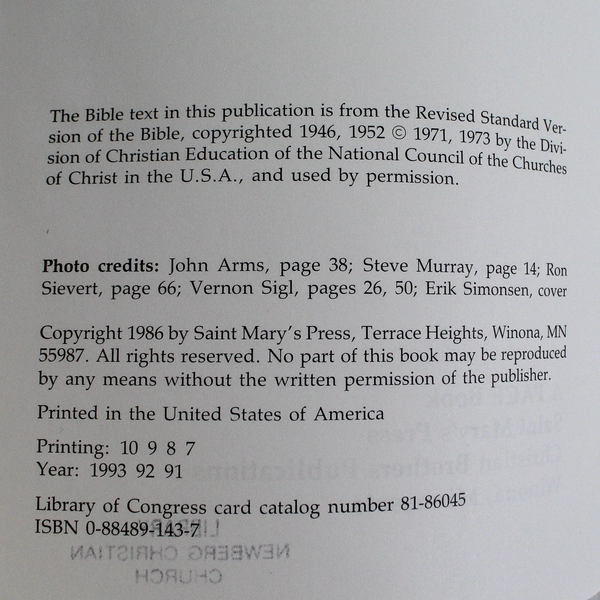 The Bible text in this publication is from the Revised Standard Ver-
sion of the Bible, copyrighted 1946, 1952 © 1971, 1973 by the Divi-
sion of Christian Education of the National Council of the Churches
of Christ in the U.S.A., and used by permission.
Photo credits: John Arms, page 38; Steve Murray, page 14; Ron
Sievert, page 66; Vernon Sigl, pages 26, 50; Erik Simonsen, cover
Copyright 1986 by Saint Mary's Press, Terrace Heights, Winona, MN
55987. All rights reserved. No part of this book may be reproduced
by any means without the written permission of the publisher.
Printed in the United States of America
Printing: 10 9 8 7
Year: 1993 92 91
Library of Congress card catalog number 81-86045
ISBN 0-88489-143-7
LIBRARY
NEWBERG CHRISTIAN
CHURCH